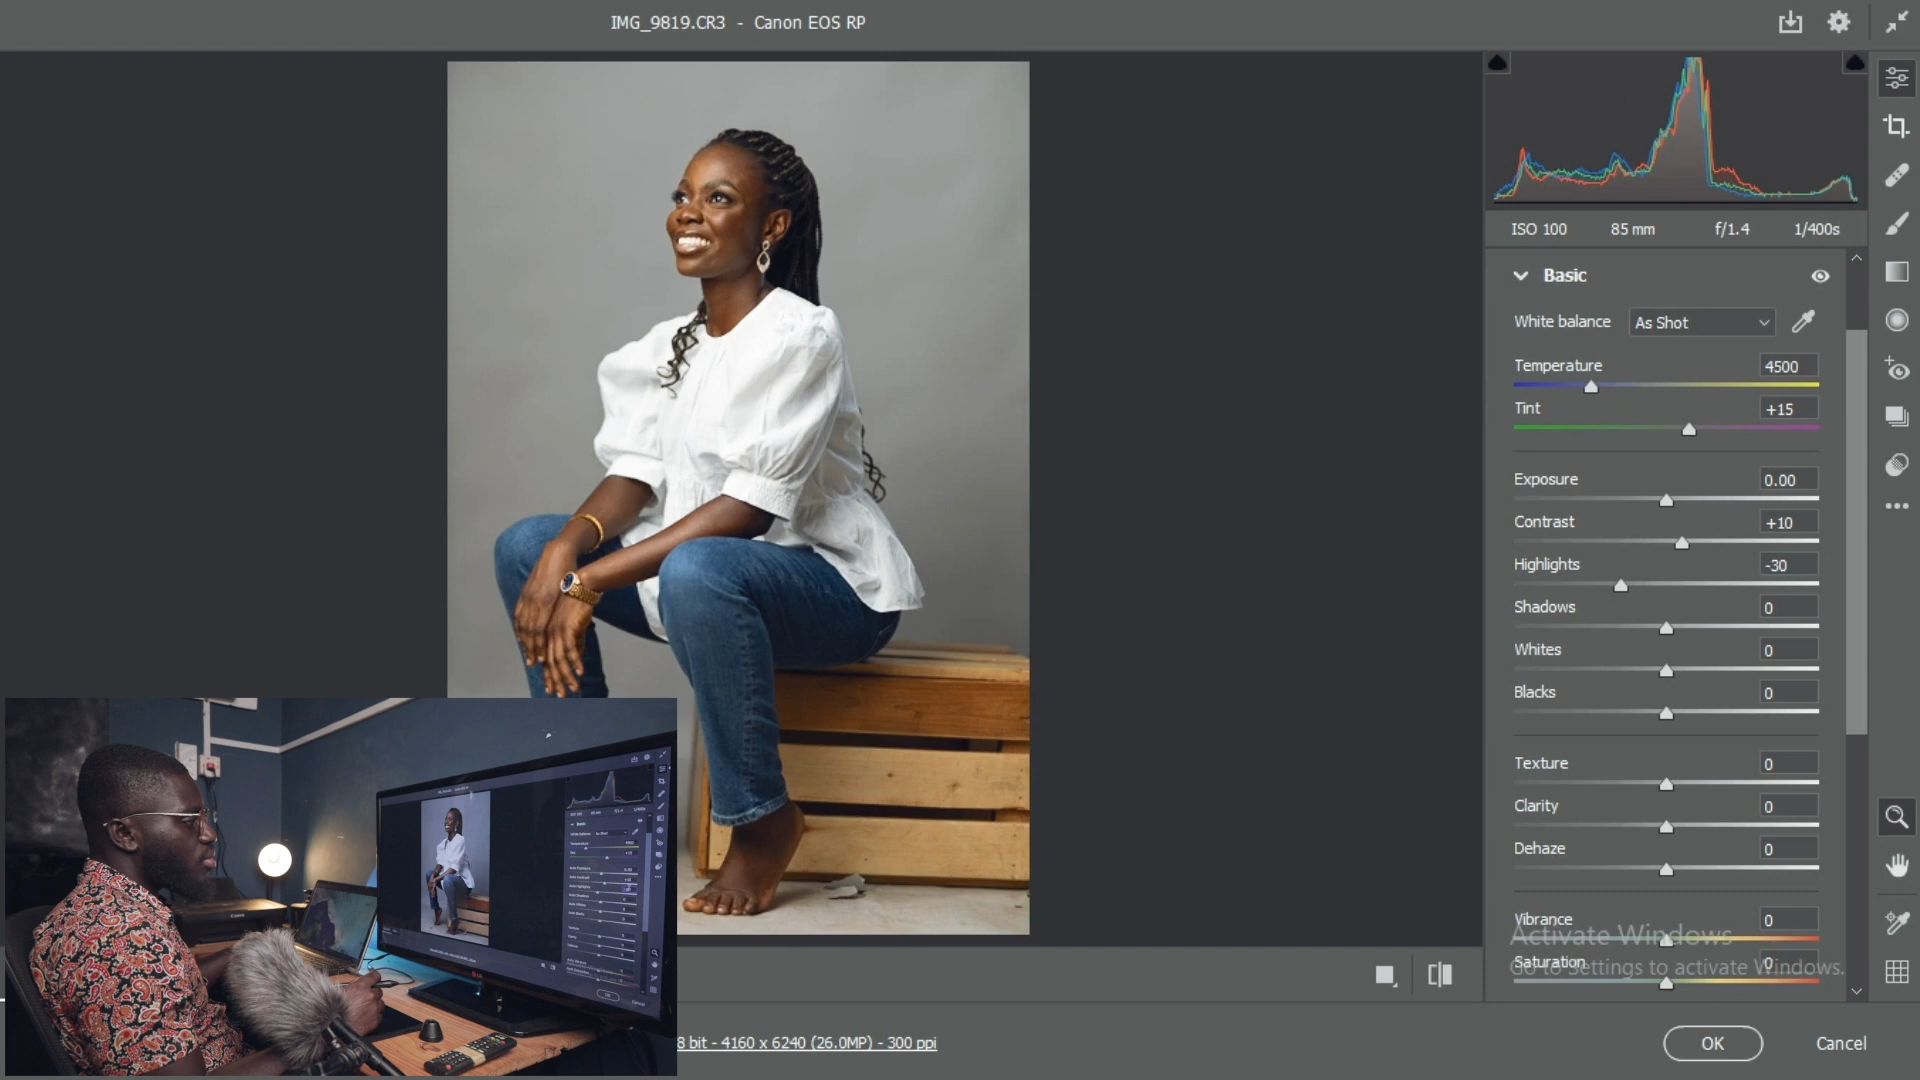 IMG_9819.CR3 - Canon EOS RP
ISO 100 85 mm f/1.4 1/400s
Basic
White balance As Shot
Temperature 4500
Tint +15
Exposure 0.00
Contrast +10
Highlights -30
Shadows 0
Whites 0
Blacks 0
Texture 0
Clarity 0
Dehaze 0
Vibrance 0
Activate Windows
Saturation 0
Go to Settings to activate Windows.
8 bit - 4160 x 6240 (26.0MP) - 300 ppi
OK Cancel